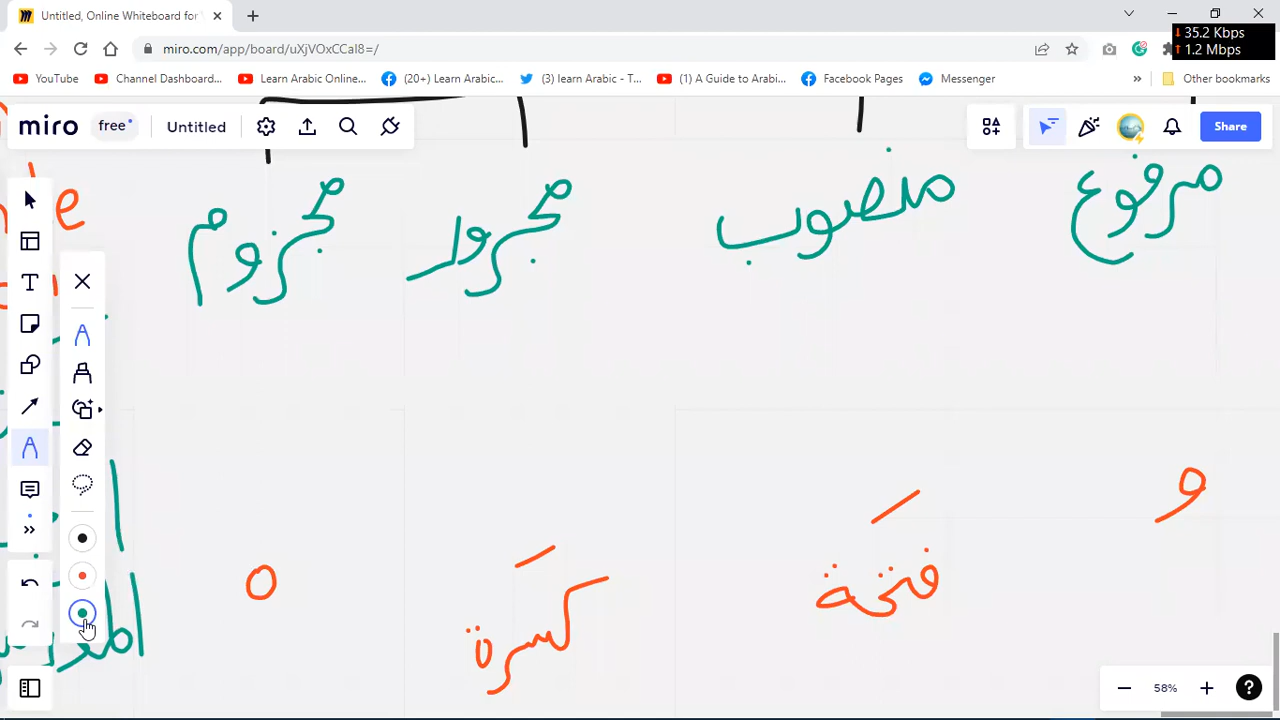 Untitled, Online Whiteboard for
35.2 Kbps
1.2 Mbps
miro.com/app/board/uXjVOxCCal8=/
YouTube
Channel Dashboard...
Learn Arabic Online...
(20+) Learn Arabic...
(3) learn Arabic - T...
(1) A Guide to Arabi...
Facebook Pages
Messenger
Other bookmarks
miro
free
Untitled
Share
مرفوع منصوب مجرور مجزوم
فتحة
كسرة
58%